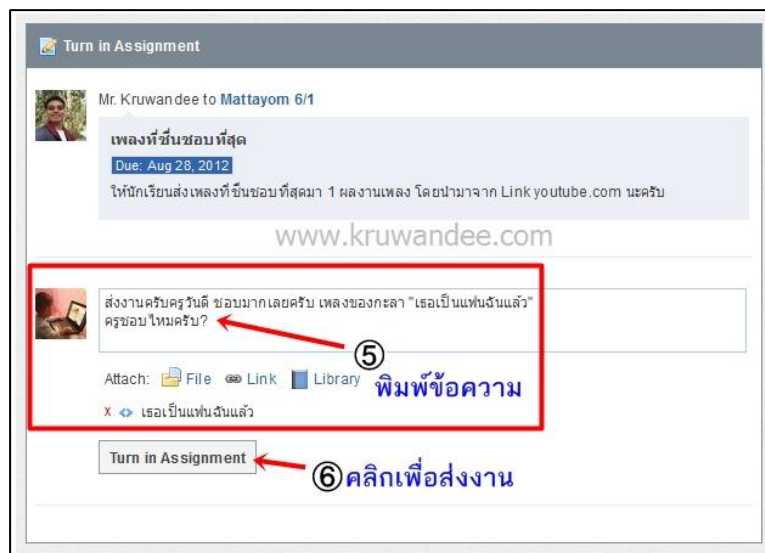 Turn in Assignment
Mr. Kruwandee to Mattayom 6/1
เพลงที่ชื่นชอบที่สุด
Due: Aug 28, 2012
ให้นักเรียนส่งเพลงที่ชื่นชอบที่สุดมา 1 ผลงานเพลง โดยนำมาจาก Link youtube.com นะครับ
www.kruwandee.com
ส่งงานครับครูวันดี ชอบมากเลยครับ เพลงของกะลา "เธอเป็นแฟนฉันแล้ว"
ครูชอบไหมครับ?
⑤
Attach: File Link Library
พิมพ์ข้อความ
X เธอเป็นแฟนฉันแล้ว
Turn in Assignment
⑥คลิกเพื่อส่งงาน